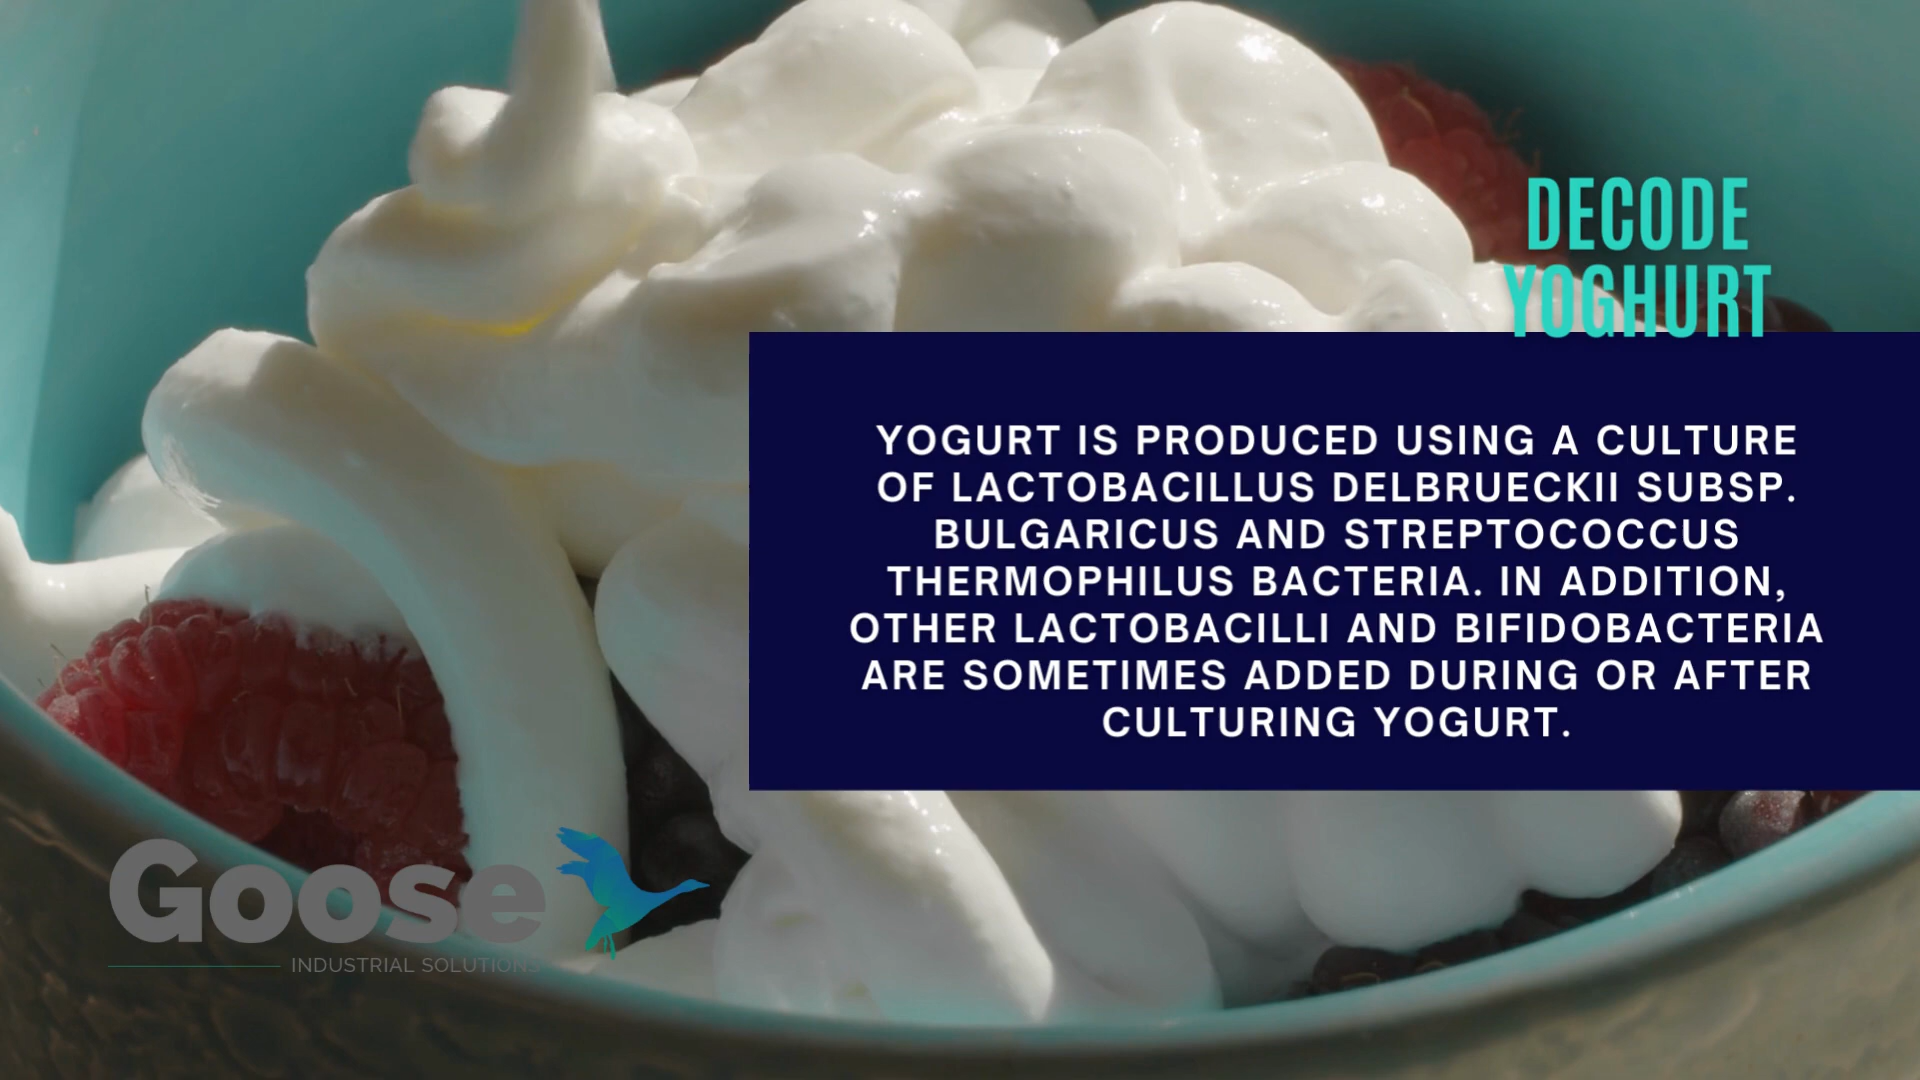 DECODE
YOGHURT
YOGURT IS PRODUCED USING A CULTURE
OF LACTOBACILLUS DELBRUECKII SUBSP.
BULGARICUS AND STREPTOCOCCUS
THERMOPHILUS BACTERIA. IN ADDITION,
OTHER LACTOBACILLI AND BIFIDOBACTERIA
ARE SOMETIMES ADDED DURING OR AFTER
CULTURING YOGURT.
Goose
INDUSTRIAL SOLUTIONS